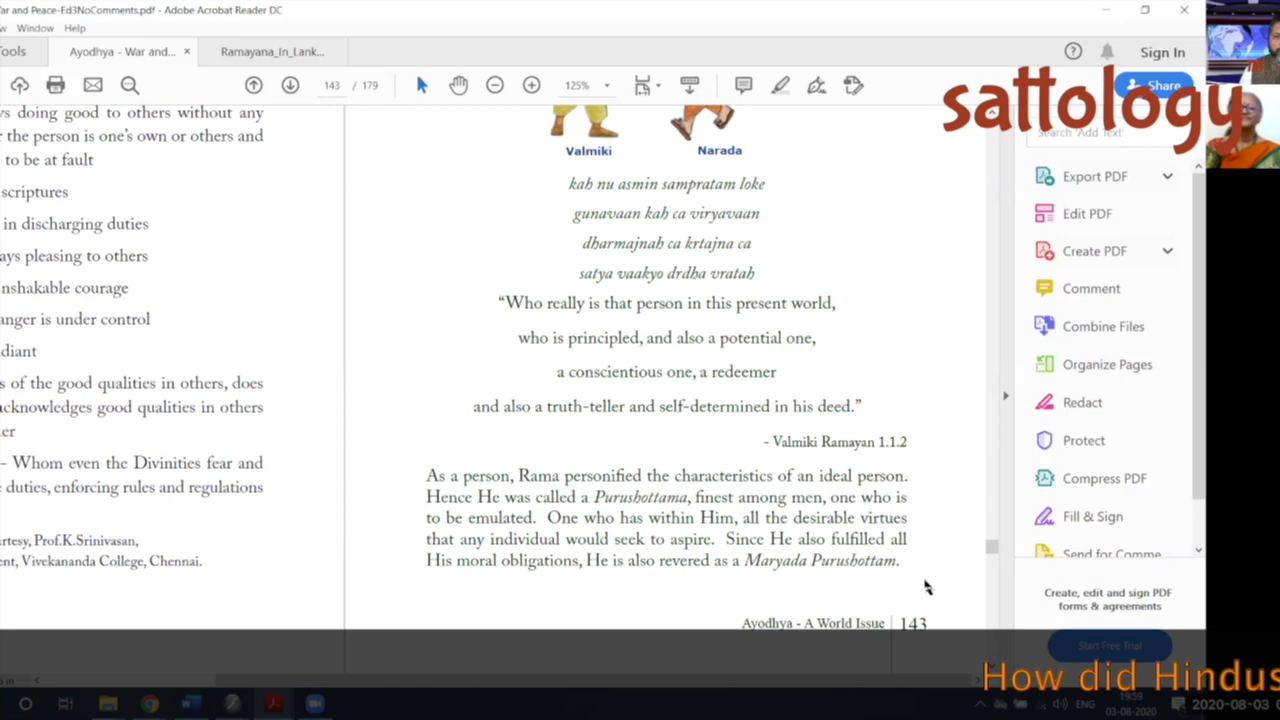 ar and Peace-Ed3NoComments.pdf - Adobe Acrobat Reader DC
w Window Help
ools
Ayodhya - War and... ×
Ramayana_In_Lank...
Sign In
143 / 179
125%
Share
sattology
Search 'Add Text'
s doing good to others without any
r the person is one's own or others and
to be at fault
scriptures
in discharging duties
ays pleasing to others
nshakable courage
anger is under control
diant
s of the good qualities in others, does
acknowledges good qualities in others
er
- Whom even the Divinities fear and
e duties, enforcing rules and regulations
rtesy, Prof.K.Srinivasan,
ent, Vivekananda College, Chennai.
Valmiki
Narada
kaḥ nu asmin sampratam loke
gunavaan kaḥ ca viryavaan
dharmajnaḥ ca krtajna ca
satya vaakyo drdha vrataḥ
“Who really is that person in this present world,
who is principled, and also a potential one,
a conscientious one, a redeemer
and also a truth-teller and self-determined in his deed.”
- Valmiki Ramayan 1.1.2
As a person, Rama personified the characteristics of an ideal person.
Hence He was called a Purushottama, finest among men, one who is
to be emulated. One who has within Him, all the desirable virtues
that any individual would seek to aspire. Since He also fulfilled all
His moral obligations, He is also revered as a Maryada Purushottam.
Ayodhya - A World Issue 143
Export PDF
Edit PDF
Create PDF
Comment
Combine Files
Organize Pages
Redact
Protect
Compress PDF
Fill & Sign
Send for Comme
Create, edit and sign PDF
forms & agreements
Start Free Trial
How did Hindus
ENG
19:59
03-08-2020
2020-08-03